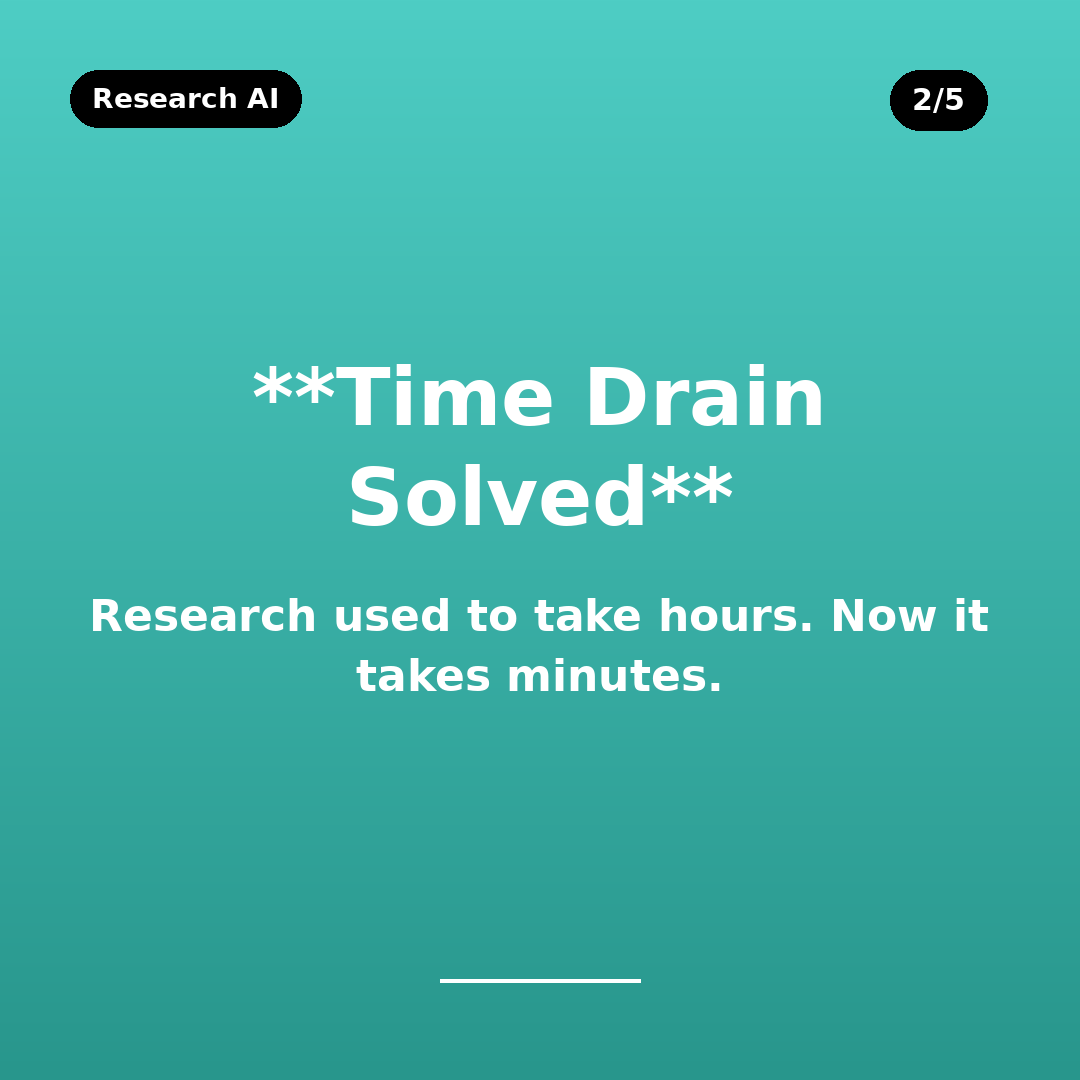 Research AI
2/5
**Time Drain
Solved**
Research used to take hours. Now it
takes minutes.